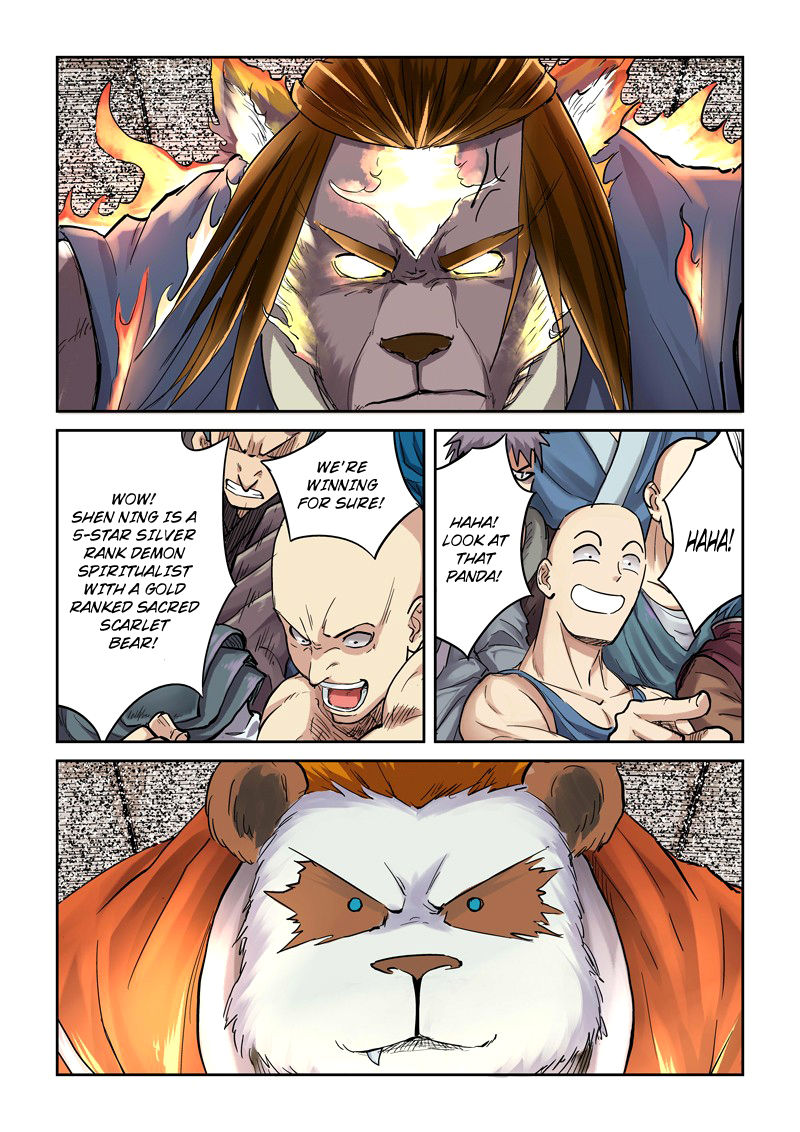 WOW!
SHEN NING IS A
5-STAR SILVER
RANK DEMON
SPIRITUALIST
WITH A GOLD
RANKED SACRED
SCARLET
BEAR!
WE'RE
WINNING
FOR SURE!
HAHA!
LOOK AT
THAT
PANDA!
HAHA!